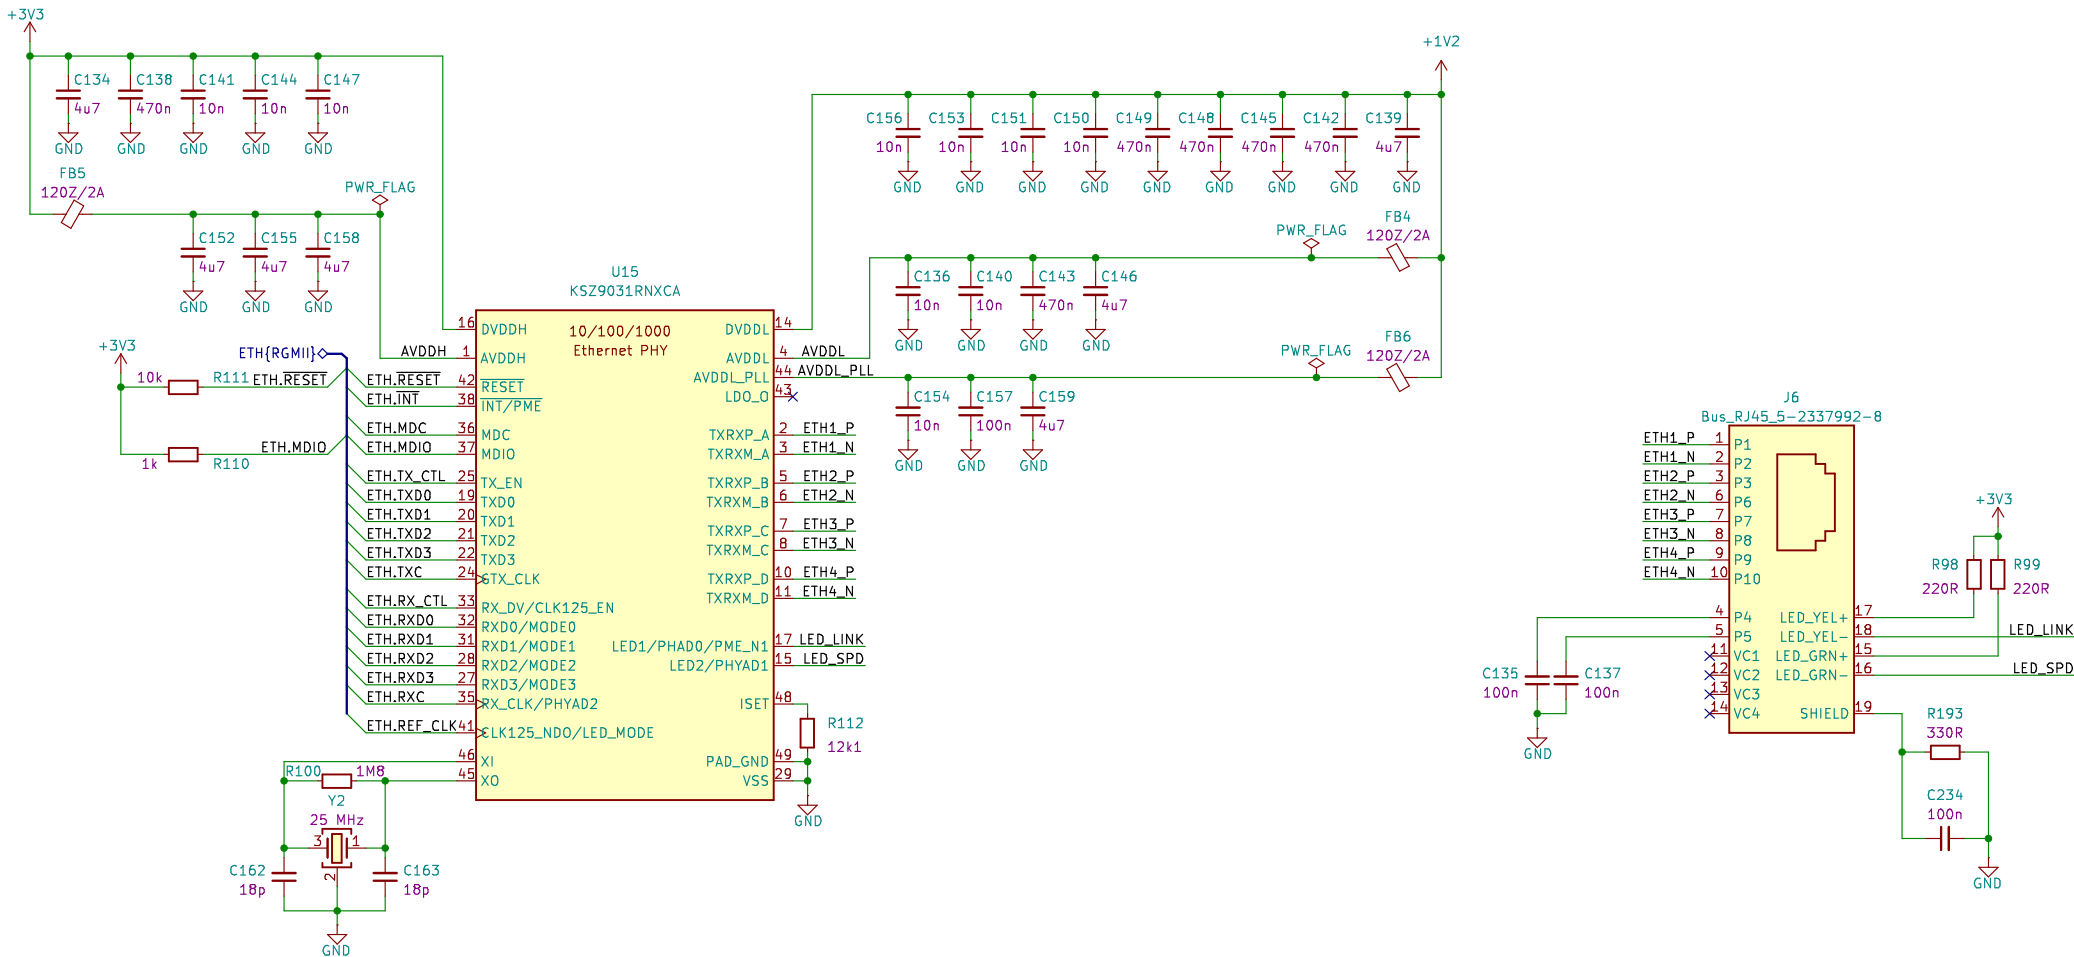 +3V3
C134
4u7
GND
C138
470n
GND
C141
10n
GND
C144
10n
GND
C147
10n
GND
FB5
120Z/2A
PWR_FLAG
C152
4u7
GND
C155
4u7
GND
C158
4u7
GND
+1V2
C156
10n
GND
C153
10n
GND
C151
10n
GND
C150
10n
GND
C149
470n
GND
C148
470n
GND
C145
470n
GND
C142
470n
GND
C139
4u7
GND
PWR_FLAG
FB4
120Z/2A
C136
10n
GND
C140
10n
GND
C143
470n
GND
C146
4u7
GND
PWR_FLAG
FB6
120Z/2A
C154
10n
GND
C157
100n
GND
C159
4u7
GND
+3V3
10k
R111
ETH.RESET
1k
R110
ETH.MDIO
ETH{RGMII}
U15
KSZ9031RNXCA
10/100/1000
Ethernet PHY
16 DVDDH
AVDDH 1 AVDDH
ETH.RESET 42 RESET
ETH.INT 38 INT/PME
ETH.MDC 36 MDC
ETH.MDIO 37 MDIO
ETH.TX_CTL 25 TX_EN
ETH.TXD0 19 TXD0
ETH.TXD1 20 TXD1
ETH.TXD2 21 TXD2
ETH.TXD3 22 TXD3
ETH.TXC 24 GTX_CLK
ETH.RX_CTL 33 RX_DV/CLK125_EN
ETH.RXD0 32 RXD0/MODE0
ETH.RXD1 31 RXD1/MODE1
ETH.RXD2 28 RXD2/MODE2
ETH.RXD3 27 RXD3/MODE3
ETH.RXC 35 RX_CLK/PHYAD2
ETH.REF_CLK 41 CLK125_NDO/LED_MODE
46 XI
45 XO
DVDDL 14
AVDDL 4 AVDDL
AVDDL_PLL 44 AVDDL_PLL
LDO_O 43
TXRXP_A 2 ETH1_P
TXRXM_A 3 ETH1_N
TXRXP_B 5 ETH2_P
TXRXM_B 6 ETH2_N
TXRXP_C 7 ETH3_P
TXRXM_C 8 ETH3_N
TXRXP_D 10 ETH4_P
TXRXM_D 11 ETH4_N
LED1/PHAD0/PME_N1 17 LED_LINK
LED2/PHYAD1 15 LED_SPD
ISET 48
PAD_GND 49
VSS 29
R112
12k1
GND
R100
1M8
Y2
25 MHz
3
1
2
C162
18p
C163
18p
GND
J6
Bus_RJ45_5-2337992-8
ETH1_P 1 P1
ETH1_N 2 P2
ETH2_P 3 P3
ETH2_N 6 P6
ETH3_P 7 P7
ETH3_N 8 P8
ETH4_P 9 P9
ETH4_N 10 P10
4 P4
5 P5
11 VC1
12 VC2
13 VC3
14 VC4
LED_YEL+ 17
LED_YEL- 18 LED_LINK
LED_GRN+ 15
LED_GRN- 16 LED_SPD
SHIELD 19
C135
100n
C137
100n
GND
+3V3
R98
220R
R99
220R
R193
330R
C234
100n
GND